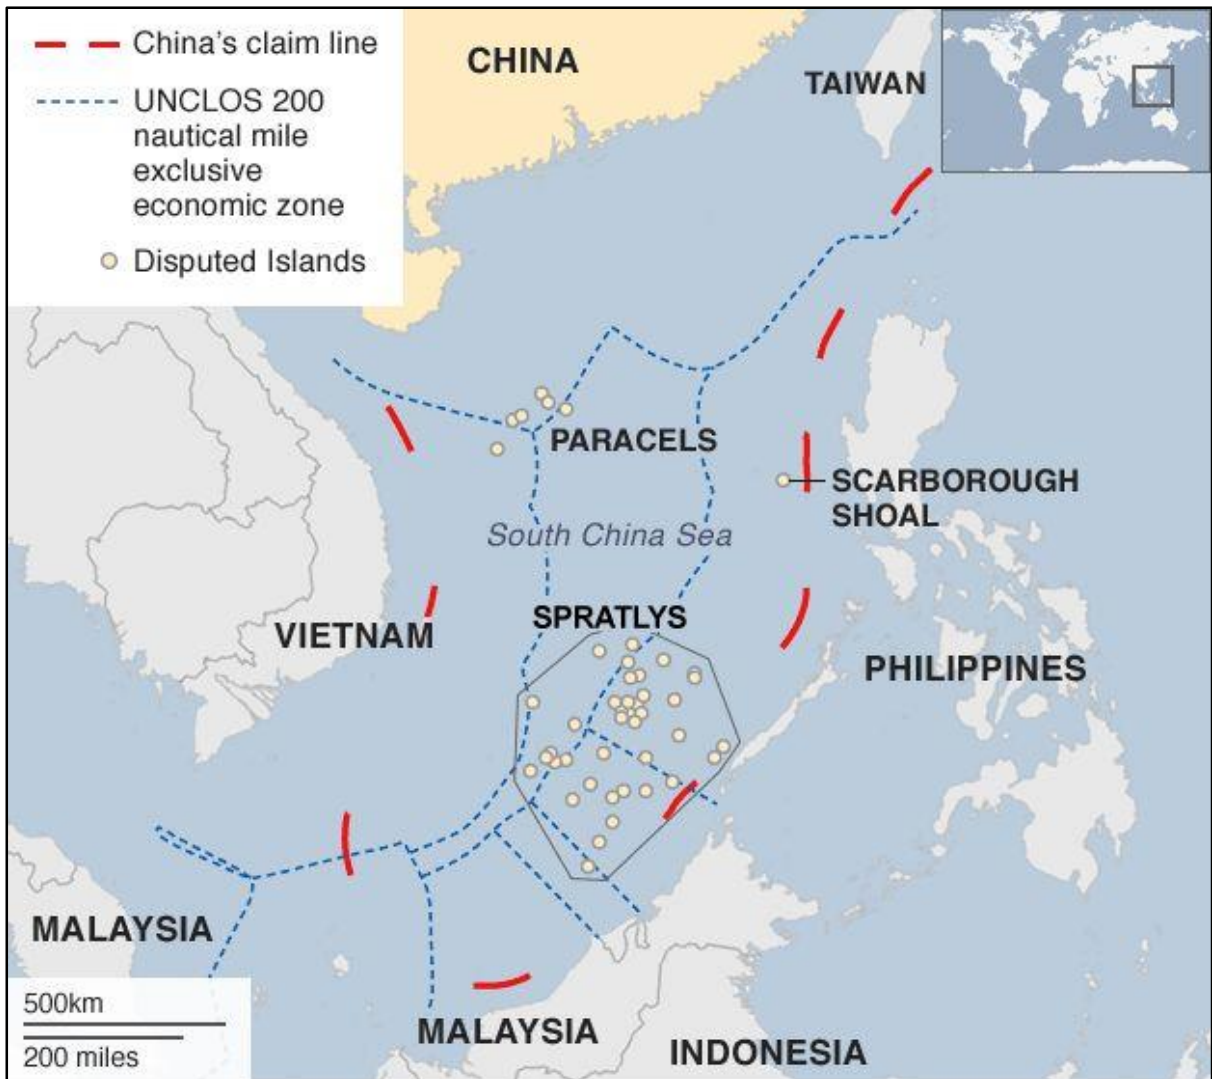 China's claim line
UNCLOS 200
nautical mile
exclusive
economic zone
Disputed Islands
CHINA
TAIWAN
PARACELS
SCARBOROUGH
SHOAL
South China Sea
SPRATLYS
VIETNAM
PHILIPPINES
MALAYSIA
500km
200 miles
MALAYSIA
INDONESIA